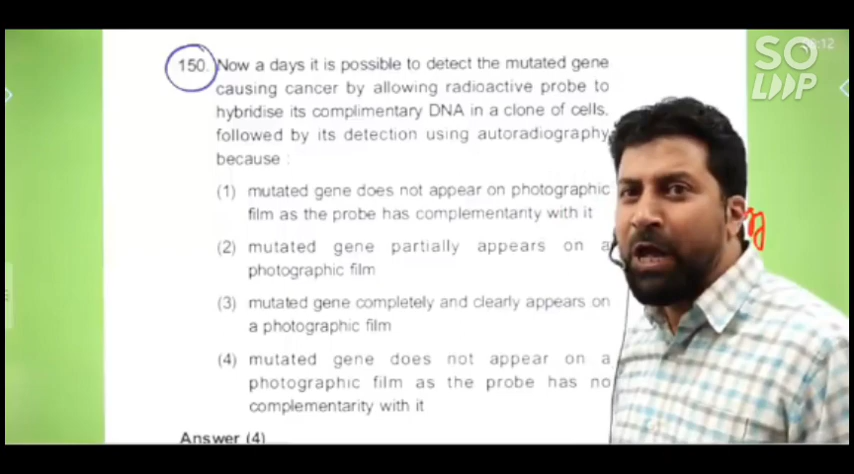 SO
LOOP
:12
150. Now a days it is possible to detect the mutated gene
causing cancer by allowing radioactive probe to
hybridise its complimentary DNA in a clone of cells,
followed by its detection using autoradiography
because :
(1) mutated gene does not appear on photographic
film as the probe has complementarity with it
(2) mutated gene partially appears on a
photographic film
(3) mutated gene completely and clearly appears on
a photographic film
(4) mutated gene does not appear on a
photographic film as the probe has no
complementarity with it
Answer (4)